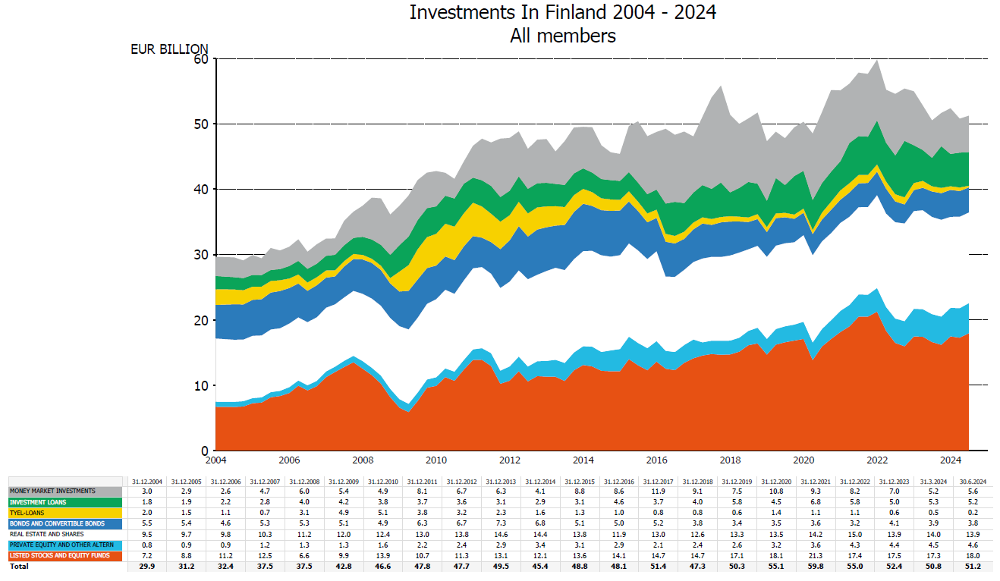 Investments In Finland 2004 - 2024
All members
EUR BILLION
60
50
40
30
20
10
0
2004 2006 2008 2010 2012 2014 2016 2018 2020 2022 2024
31.12.2004 31.12.2005 31.12.2006 31.12.2007 31.12.2008 31.12.2009 31.12.2010 31.12.2011 31.12.2012 31.12.2013 31.12.2014 31.12.2015 31.12.2016 31.12.2017 31.12.2018 31.12.2019 31.12.2020 31.12.2021 31.12.2022 31.12.2023 31.3.2024 30.6.2024
MONEY MARKET INVESTMENTS 3.0 2.9 2.6 4.7 6.0 5.4 4.9 8.1 6.7 6.3 4.1 8.8 8.6 11.9 9.1 7.5 10.8 9.3 8.2 7.0 5.2 5.6
INVESTMENT LOANS 1.8 1.9 2.2 2.8 4.0 4.2 3.8 3.7 3.6 3.1 2.9 3.1 4.6 3.7 4.0 5.8 4.5 6.8 5.8 5.0 5.3 5.2
TYEL-LOANS 2.0 1.5 1.1 0.7 3.1 4.9 5.1 3.8 3.2 2.3 1.6 1.3 1.0 0.8 0.8 0.6 1.4 1.1 1.1 0.6 0.5 0.2
BONDS AND CONVERTIBLE BONDS 5.5 5.4 4.6 5.3 5.3 5.1 4.9 6.3 6.7 7.3 6.8 5.1 5.0 5.2 3.8 3.4 3.5 3.6 3.2 4.1 3.9 3.8
REAL ESTATE AND SHARES 9.5 9.7 9.8 10.3 11.2 12.0 12.4 13.0 13.8 14.6 14.4 13.8 11.9 13.0 12.6 13.3 13.5 14.2 15.0 13.9 14.0 13.9
PRIVATE EQUITY AND OTHER ALTERN 0.8 0.9 0.9 1.2 1.3 1.3 1.6 2.2 2.4 2.9 3.4 3.1 2.9 2.1 2.4 2.6 3.2 3.6 4.3 4.4 4.5 4.6
LISTED STOCKS AND EQUITY FUNDS 7.2 8.8 11.2 12.5 6.6 9.9 13.9 10.7 11.3 13.1 12.1 13.6 14.1 14.7 14.7 17.1 18.1 21.3 17.4 17.5 17.3 18.0
Total 29.9 31.2 32.4 37.5 37.5 42.8 46.6 47.8 47.7 49.5 45.4 48.8 48.1 51.4 47.3 50.3 55.1 59.8 55.0 52.4 50.8 51.2